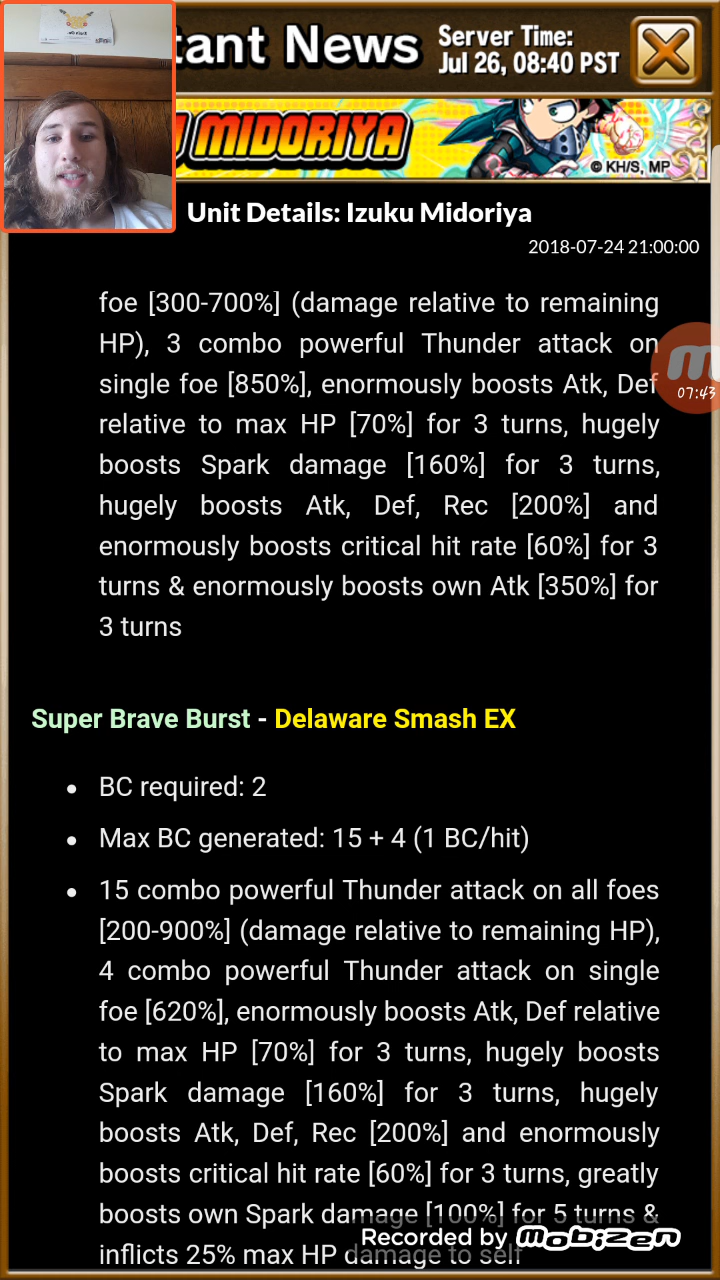 tant News
Server Time:
Jul 26, 08:40 PST
MIDORIYA
© KH/S, MP
Unit Details: Izuku Midoriya
2018-07-24 21:00:00
foe [300-700%] (damage relative to remaining
HP), 3 combo powerful Thunder attack on
single foe [850%], enormously boosts Atk, Def
relative to max HP [70%] for 3 turns, hugely
boosts Spark damage [160%] for 3 turns,
hugely boosts Atk, Def, Rec [200%] and
enormously boosts critical hit rate [60%] for 3
turns & enormously boosts own Atk [350%] for
3 turns
07:43
Super Brave Burst - Delaware Smash EX
• BC required: 2
• Max BC generated: 15 + 4 (1 BC/hit)
• 15 combo powerful Thunder attack on all foes
[200-900%] (damage relative to remaining HP),
4 combo powerful Thunder attack on single
foe [620%], enormously boosts Atk, Def relative
to max HP [70%] for 3 turns, hugely boosts
Spark damage [160%] for 3 turns, hugely
boosts Atk, Def, Rec [200%] and enormously
boosts critical hit rate [60%] for 3 turns, greatly
boosts own Spark damage [100%] for 5 turns &
inflicts 25% max HP damage to self
Recorded by mobizen